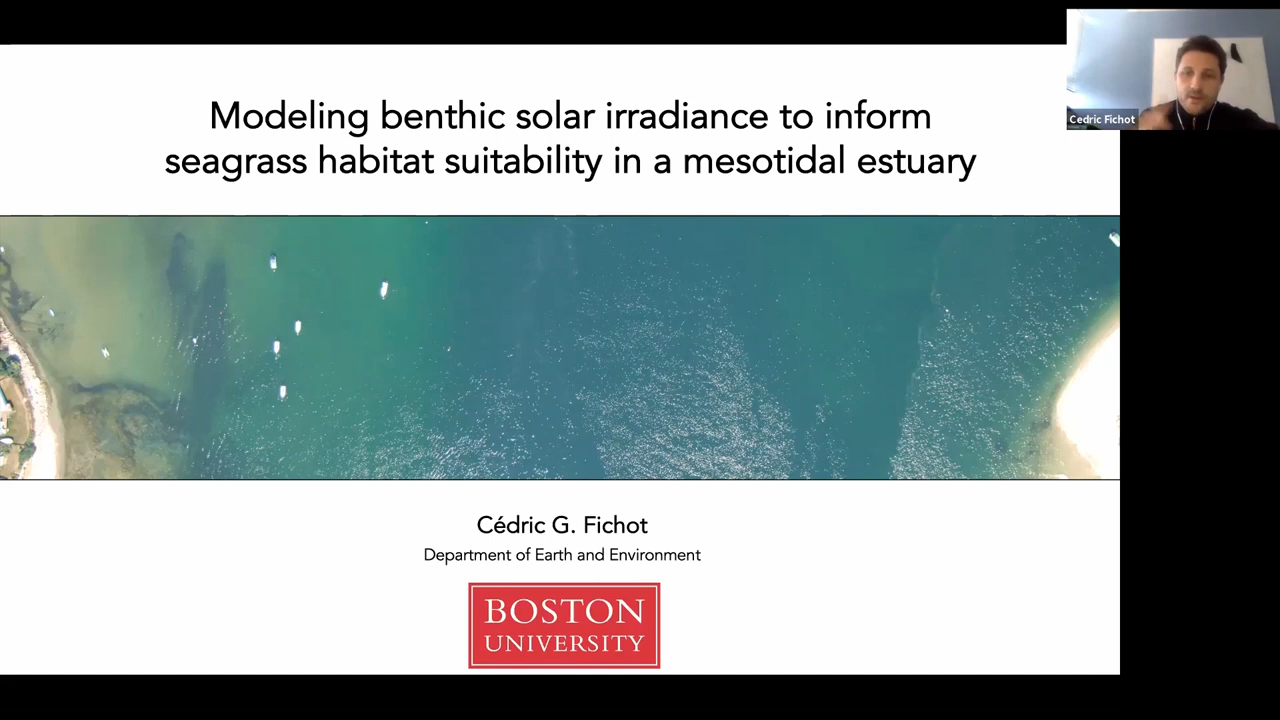 Modeling benthic solar irradiance to inform
seagrass habitat suitability in a mesotidal estuary
Cedric Fichot
Cédric G. Fichot
Department of Earth and Environment
BOSTON
UNIVERSITY